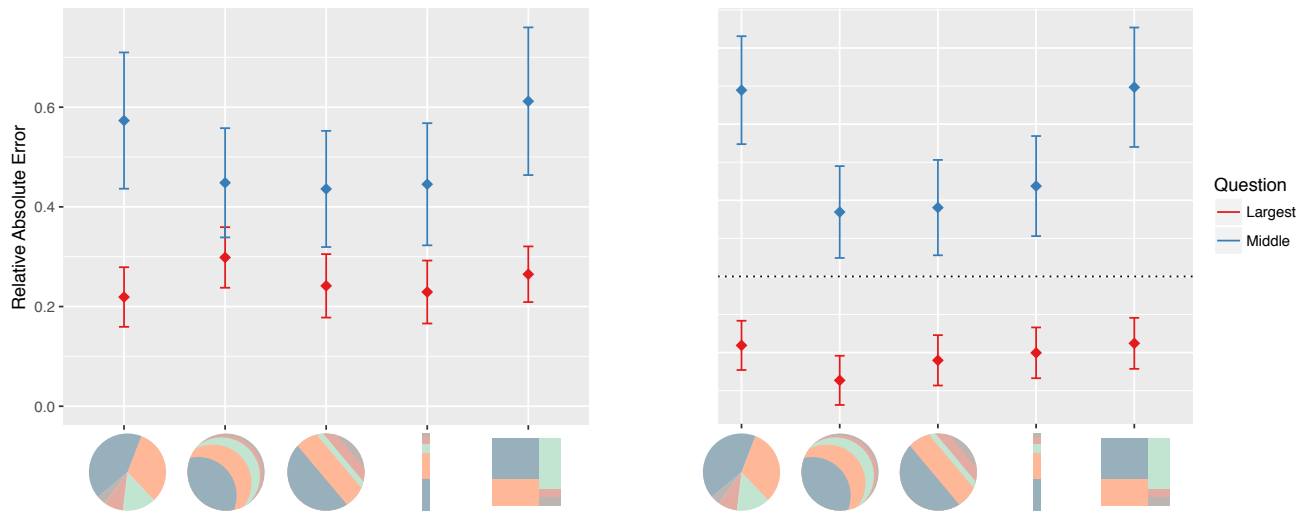 Relative Absolute Error
0.6
0.4
0.2
0.0
Question
Largest
Middle